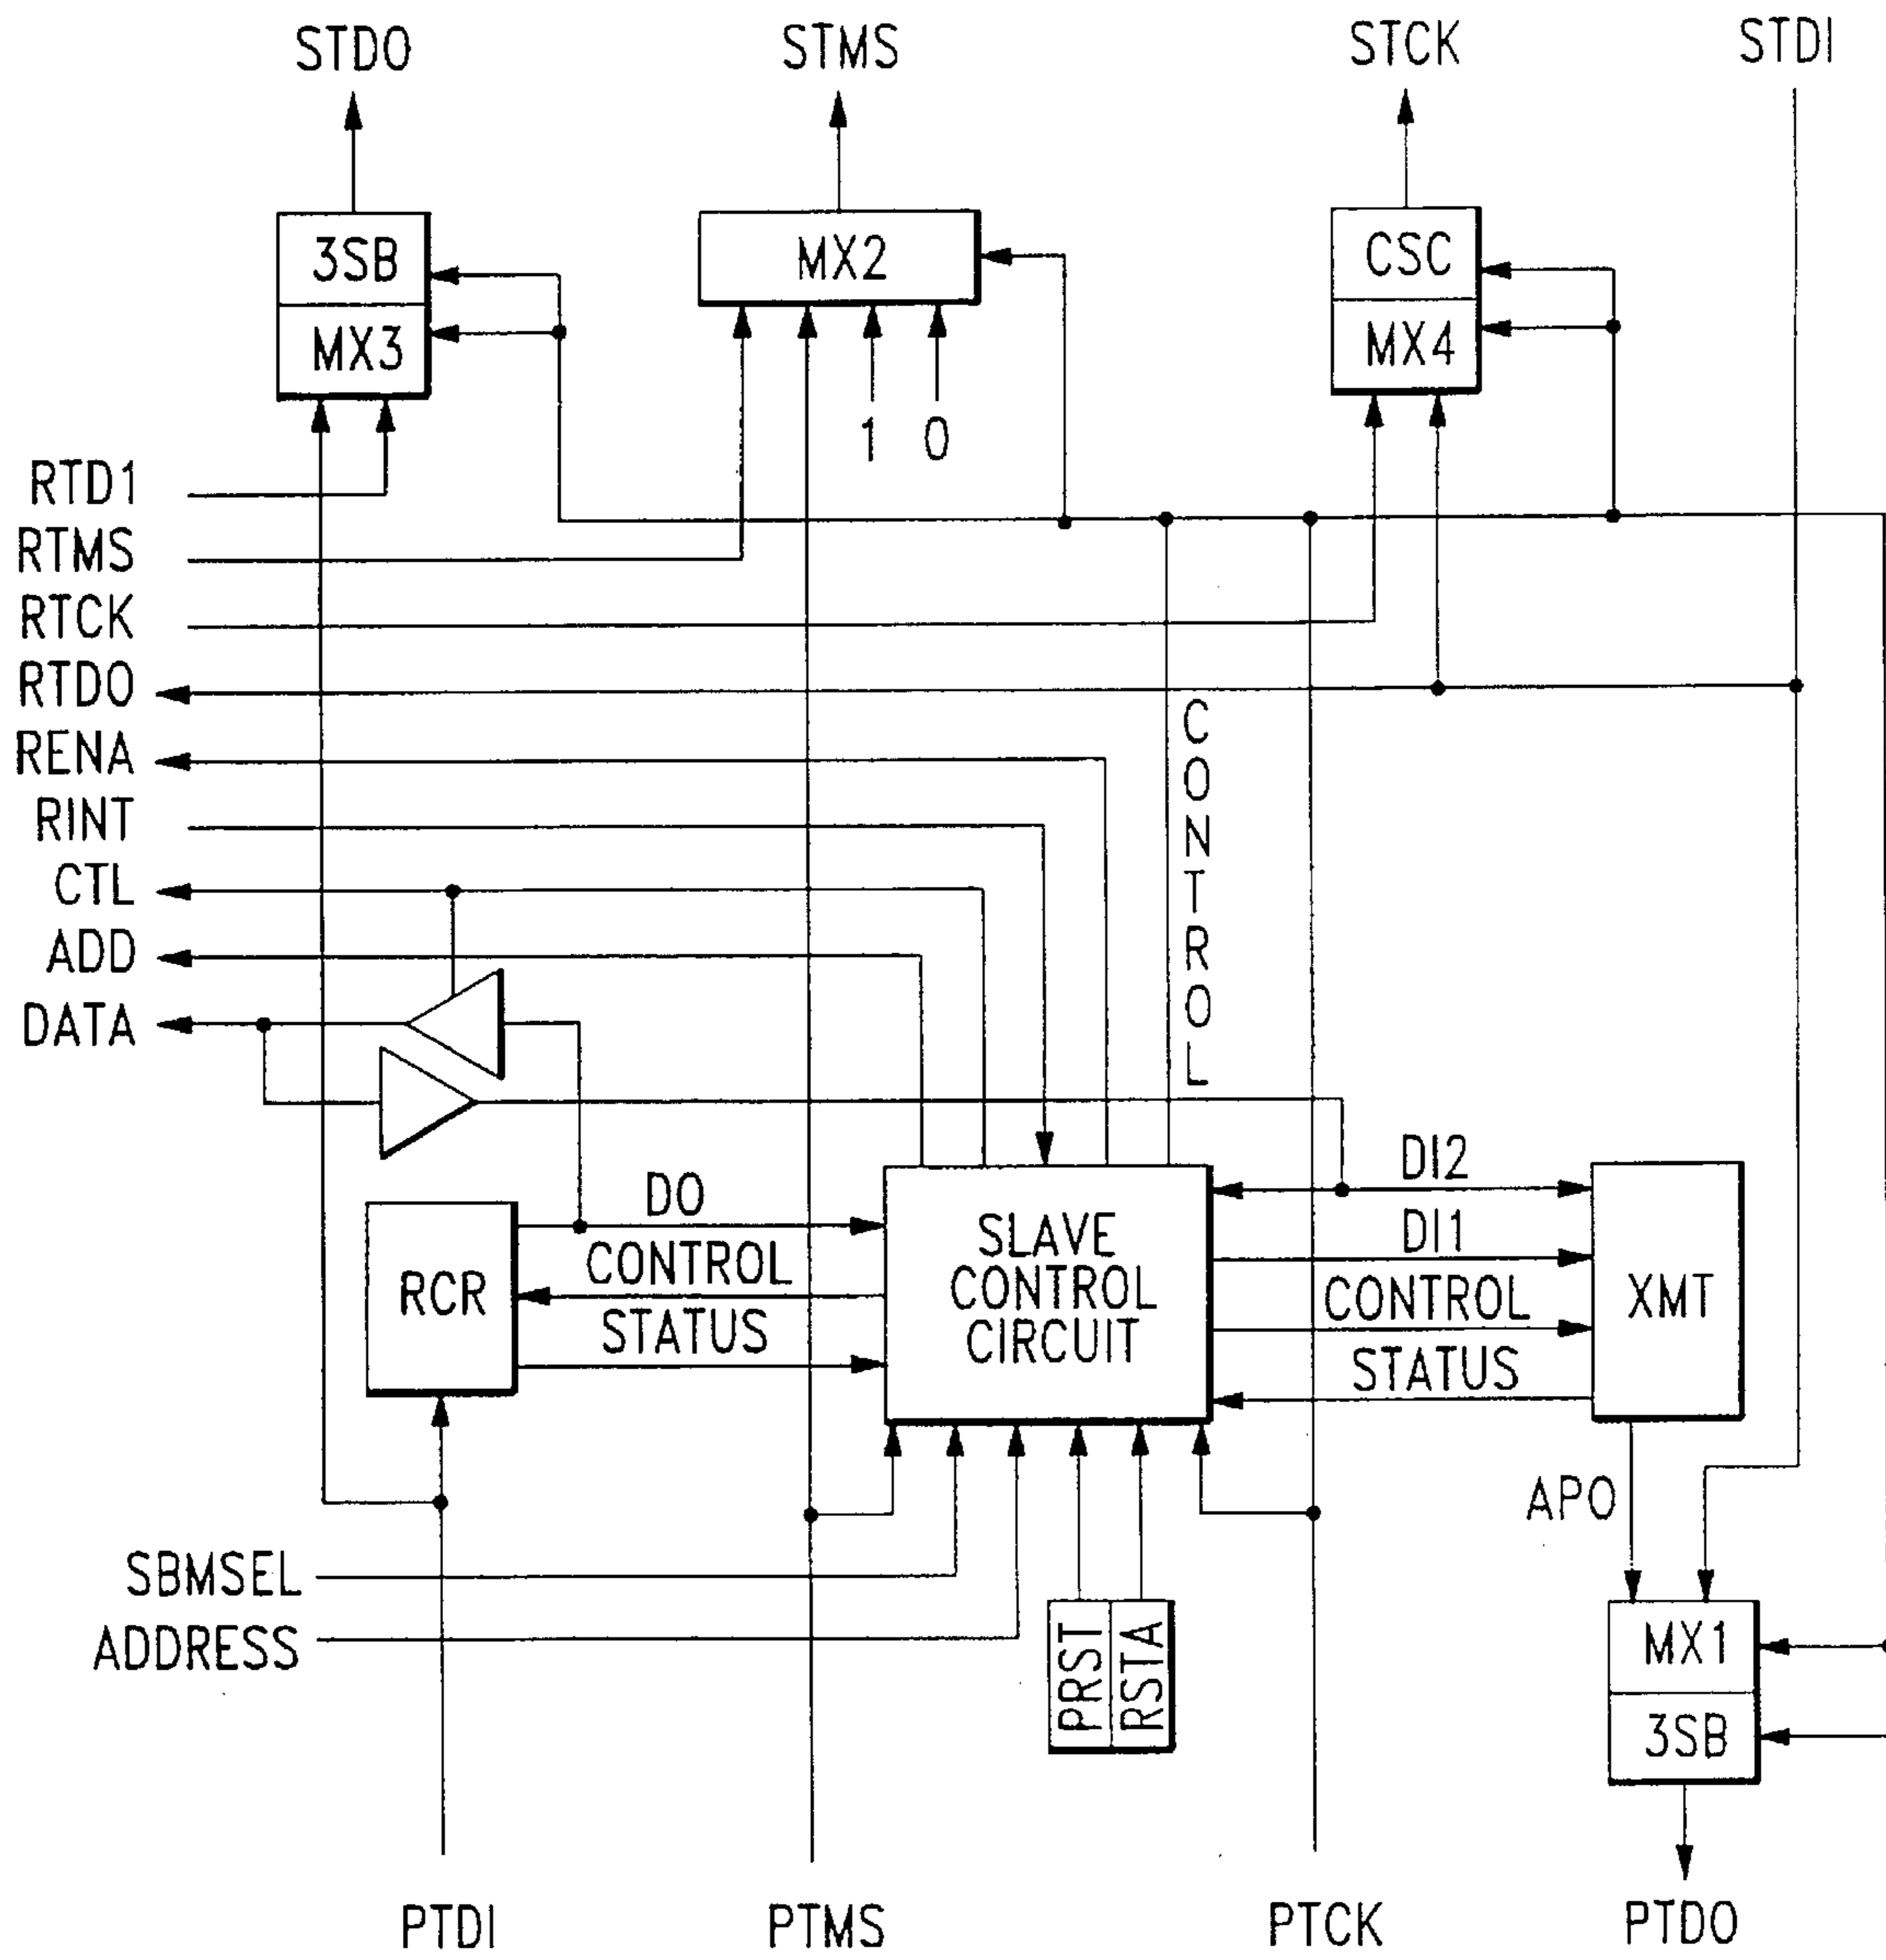 STDO STMS STCK STDI
3SB MX2 CSC
MX3 MX4
1 0
RTD1
RTMS
RTCK
RTDO
RENA
RINT
CTL
ADD
DATA
CONTROL
DO DI2
CONTROL DI1
STATUS CONTROL
STATUS
RCR
SLAVE
CONTROL
CIRCUIT
XMT
APO
SBMSEL
ADDRESS
PRST
RSTA
MX1
3SB
PTDI PTMS PTCK PTDO